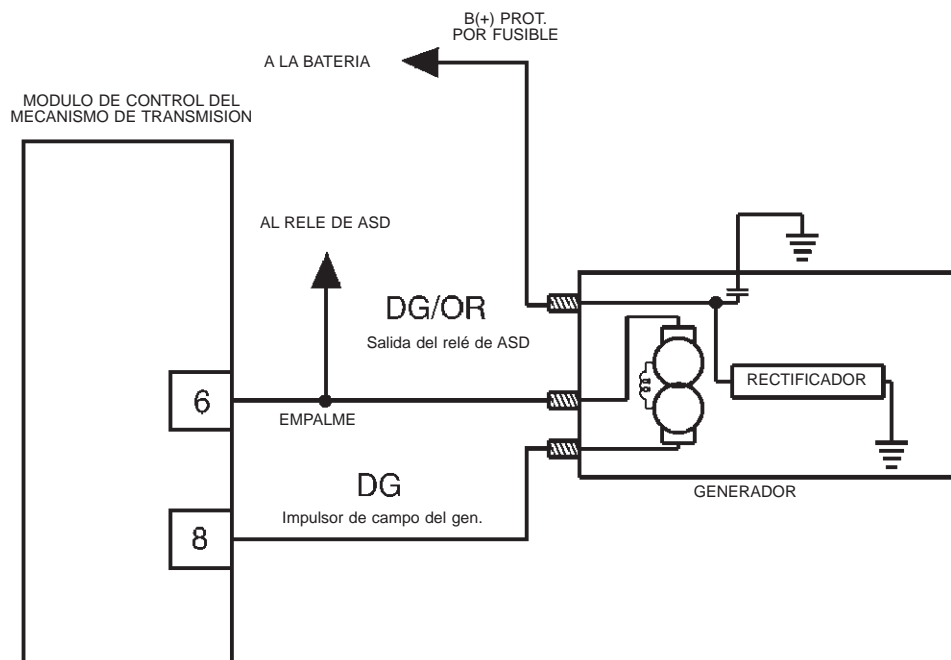 B(+) PROT.
POR FUSIBLE
A LA BATERIA
MODULO DE CONTROL DEL
MECANISMO DE TRANSMISION
AL RELE DE ASD
DG/OR
Salida del relé de ASD
RECTIFICADOR
6
EMPALME
DG
GENERADOR
Impulsor de campo del gen.
8